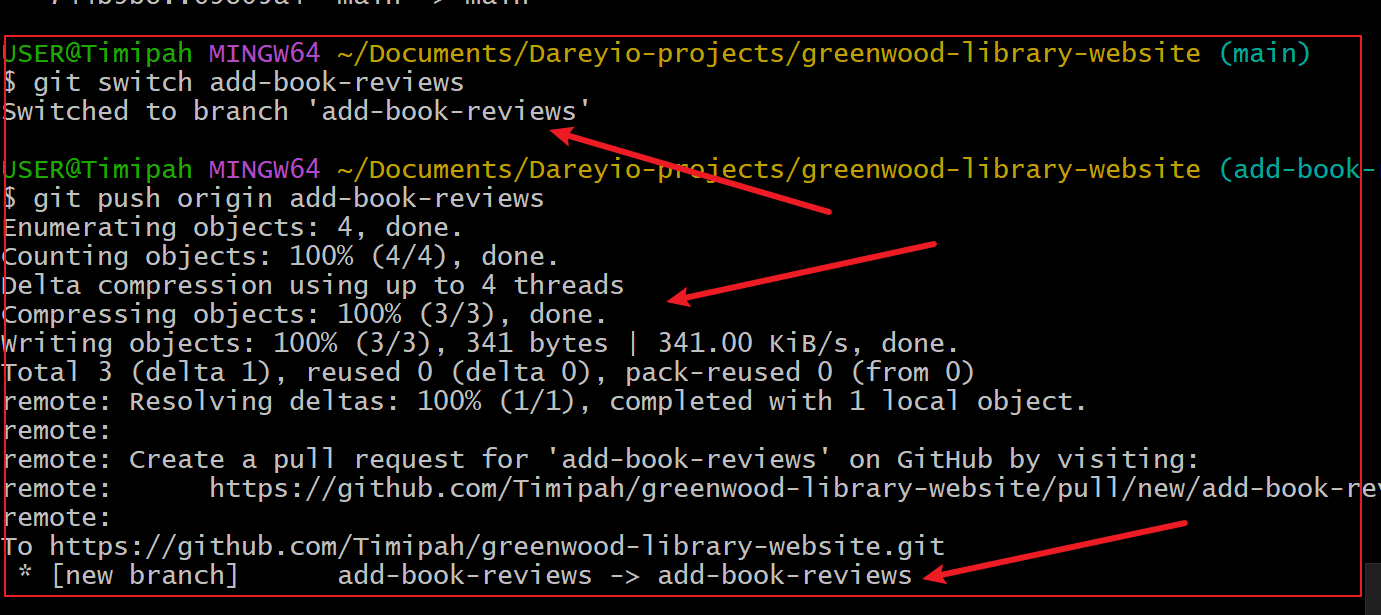 USER@Timipah MINGW64 ~/Documents/Dareyio-projects/greenwood-library-website (main)
$ git switch add-book-reviews
Switched to branch 'add-book-reviews'
USER@Timipah MINGW64 ~/Documents/Dareyio-projects/greenwood-library-website (add-book-
$ git push origin add-book-reviews
Enumerating objects: 4, done.
Counting objects: 100% (4/4), done.
Delta compression using up to 4 threads
Compressing objects: 100% (3/3), done.
Writing objects: 100% (3/3), 341 bytes | 341.00 KiB/s, done.
Total 3 (delta 1), reused 0 (delta 0), pack-reused 0 (from 0)
remote: Resolving deltas: 100% (1/1), completed with 1 local object.
remote:
remote: Create a pull request for 'add-book-reviews' on GitHub by visiting:
remote:      https://github.com/Timipah/greenwood-library-website/pull/new/add-book-rev
remote:
To https://github.com/Timipah/greenwood-library-website.git
 * [new branch]      add-book-reviews -> add-book-reviews